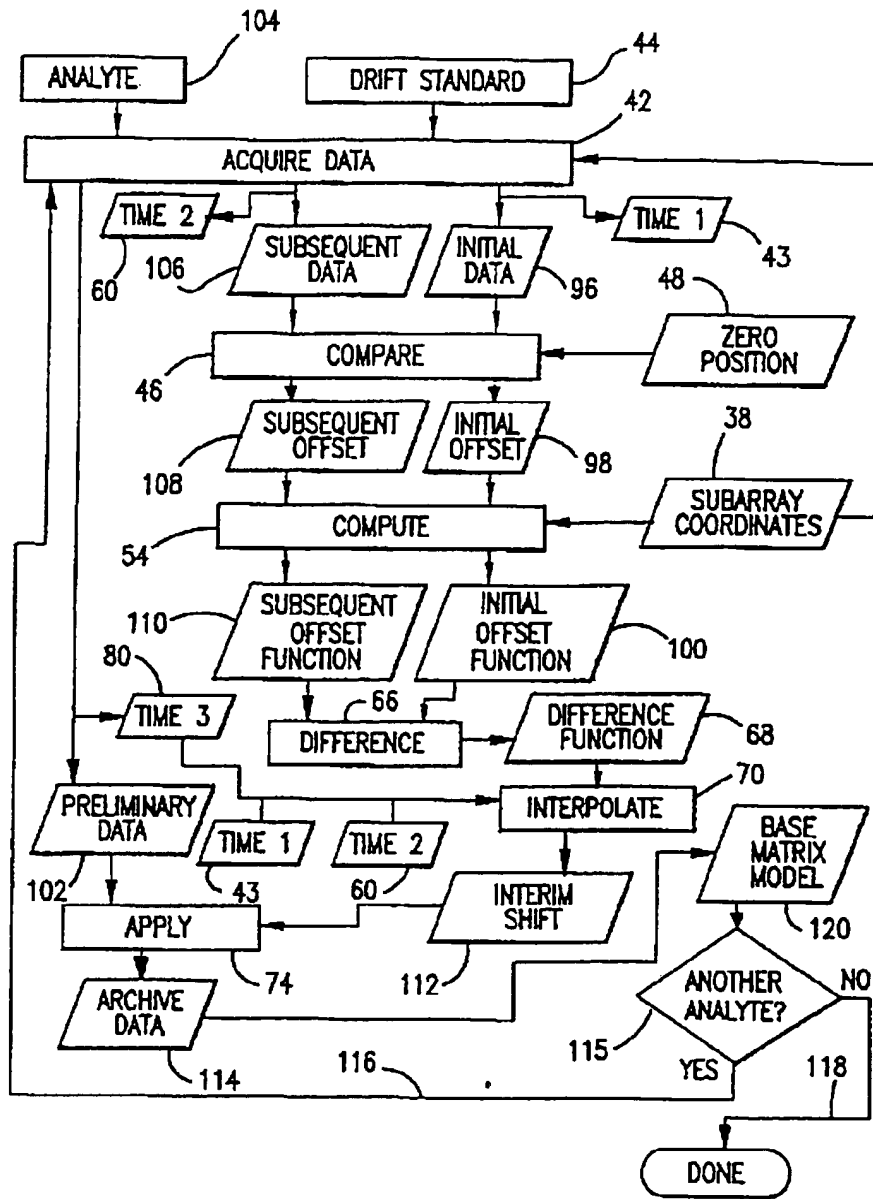 104
44
ANALYTE
DRIFT STANDARD
42
ACQUIRE DATA
TIME 2
TIME 1
60
SUBSEQUENT
DATA
INITIAL
DATA
43
106
96
48
ZERO
POSITION
COMPARE
46
SUBSEQUENT
OFFSET
INITIAL
OFFSET
38
108
98
SUBARRAY
COORDINATES
COMPUTE
54
110
SUBSEQUENT
OFFSET
FUNCTION
INITIAL
OFFSET
FUNCTION
100
80
66
TIME 3
DIFFERENCE
DIFFERENCE
FUNCTION
68
70
INTERPOLATE
PRELIMINARY
DATA
TIME 1
TIME 2
BASE
MATRIX
MODEL
102
43
60
INTERIM
SHIFT
120
APPLY
74
112
ARCHIVE
DATA
ANOTHER
ANALYTE?
NO
115
114
116
YES
118
DONE